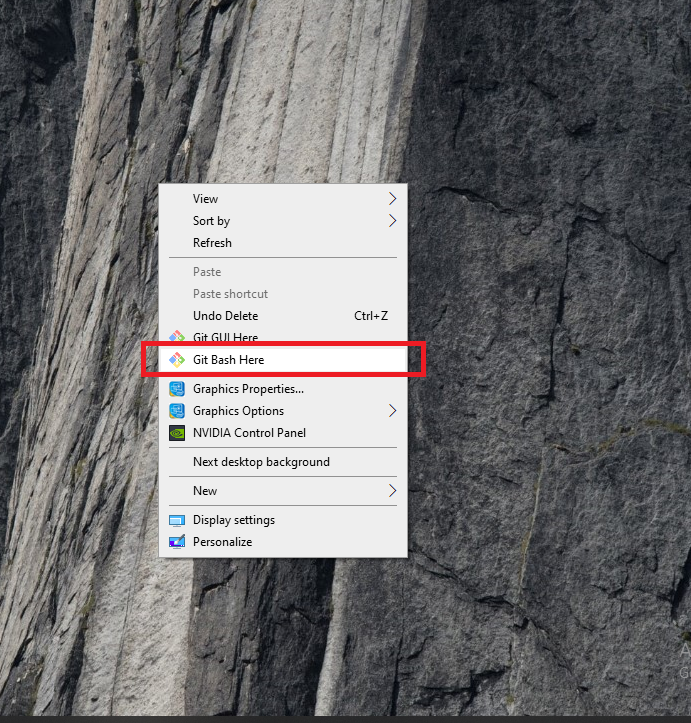 View
Sort by
Refresh
Paste
Paste shortcut
Undo Delete Ctrl+Z
Git GUI Here
Git Bash Here
Graphics Properties...
Graphics Options
NVIDIA Control Panel
Next desktop background
New
Display settings
Personalize